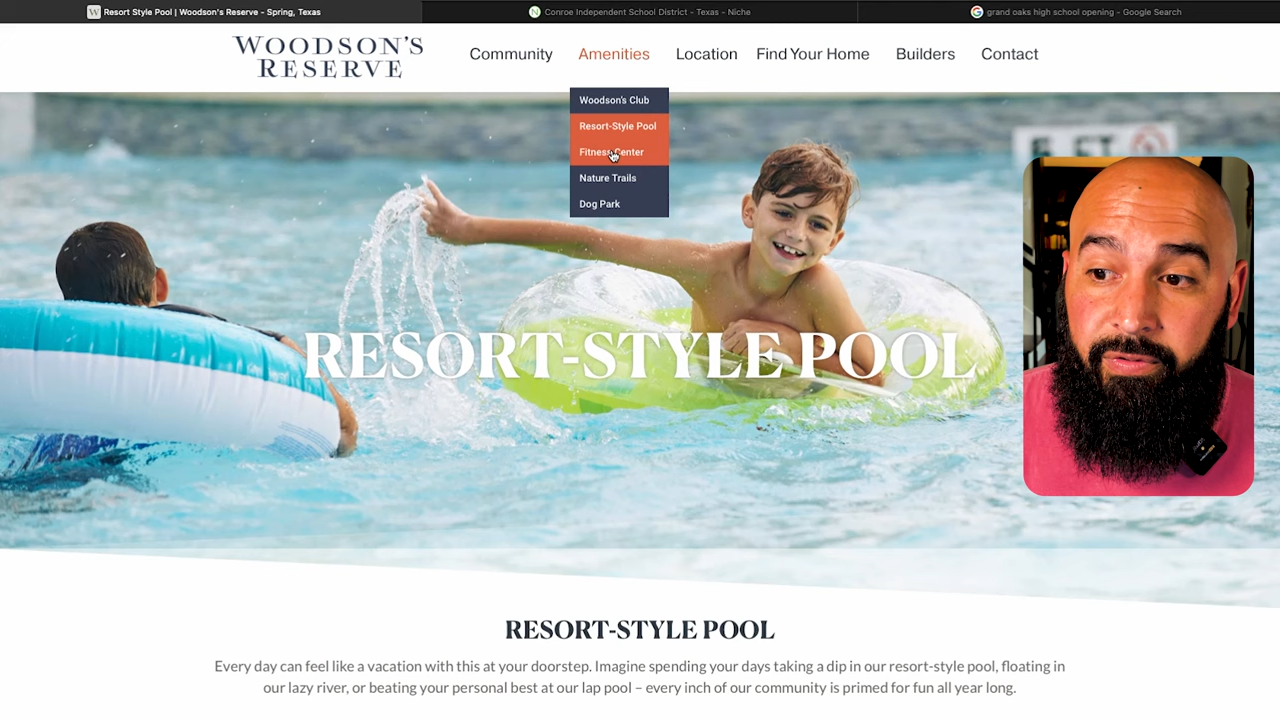 Resort Style Pool | Woodson's Reserve - Spring, Texas
Conroe Independent School District - Texas - Niche
grand oaks high school opening - Google Search
WOODSON'S
RESERVE
Community
Amenities
Location
Find Your Home
Builders
Contact
Woodson's Club
Resort-Style Pool
Fitness Center
Nature Trails
Dog Park
RESORT-STYLE POOL
RESORT-STYLE POOL
Every day can feel like a vacation with this at your doorstep. Imagine spending your days taking a dip in our resort-style pool, floating in
our lazy river, or beating your personal best at our lap pool – every inch of our community is primed for fun all year long.